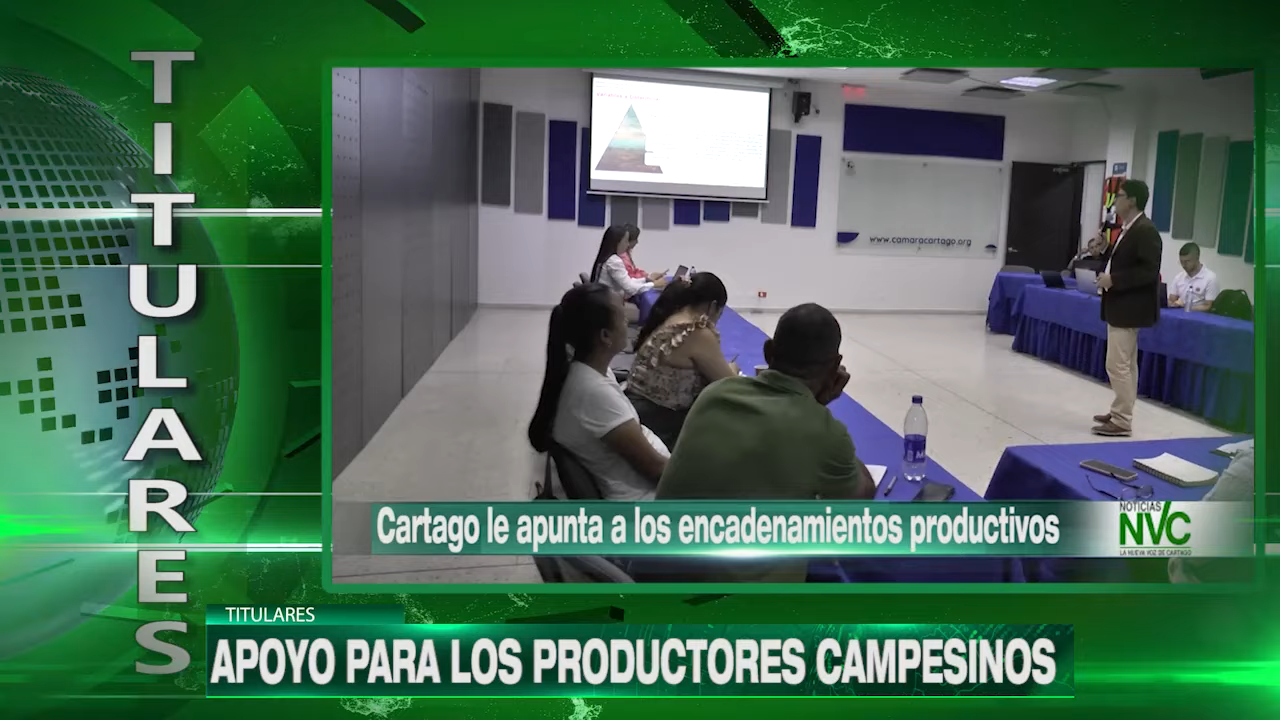 TITULARES
www.camaracartago.org
Cartago le apunta a los encadenamientos productivos
NOTICIAS
NVC
LA NUEVA VOZ DE CARTAGO
TITULARES
APOYO PARA LOS PRODUCTORES CAMPESINOS